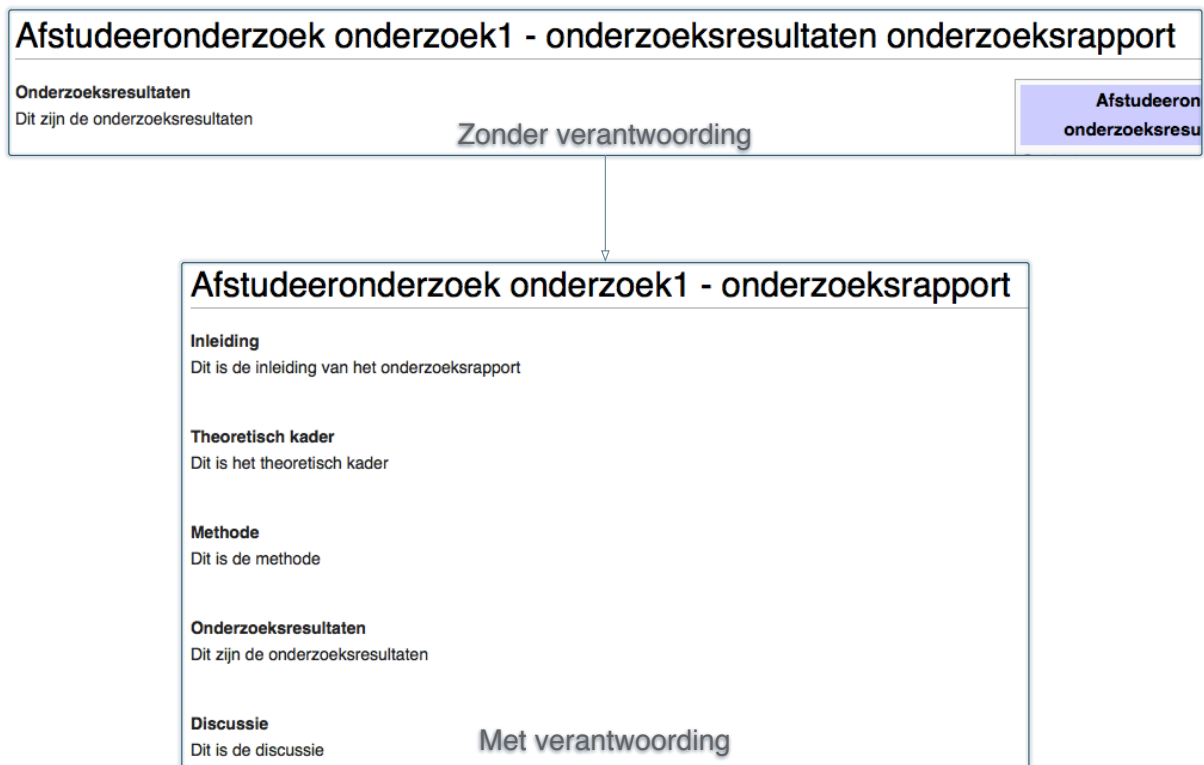 Afstudeeronderzoek onderzoek1 - onderzoeksresultaten onderzoeksrapport
Onderzoeksresultaten
Dit zijn de onderzoeksresultaten
Afstudeeron
onderzoeksresu
Zonder verantwoording
Afstudeeronderzoek onderzoek1 - onderzoeksrapport
Inleiding
Dit is de inleiding van het onderzoeksrapport
Theoretisch kader
Dit is het theoretisch kader
Methode
Dit is de methode
Onderzoeksresultaten
Dit zijn de onderzoeksresultaten
Discussie
Dit is de discussie
Met verantwoording